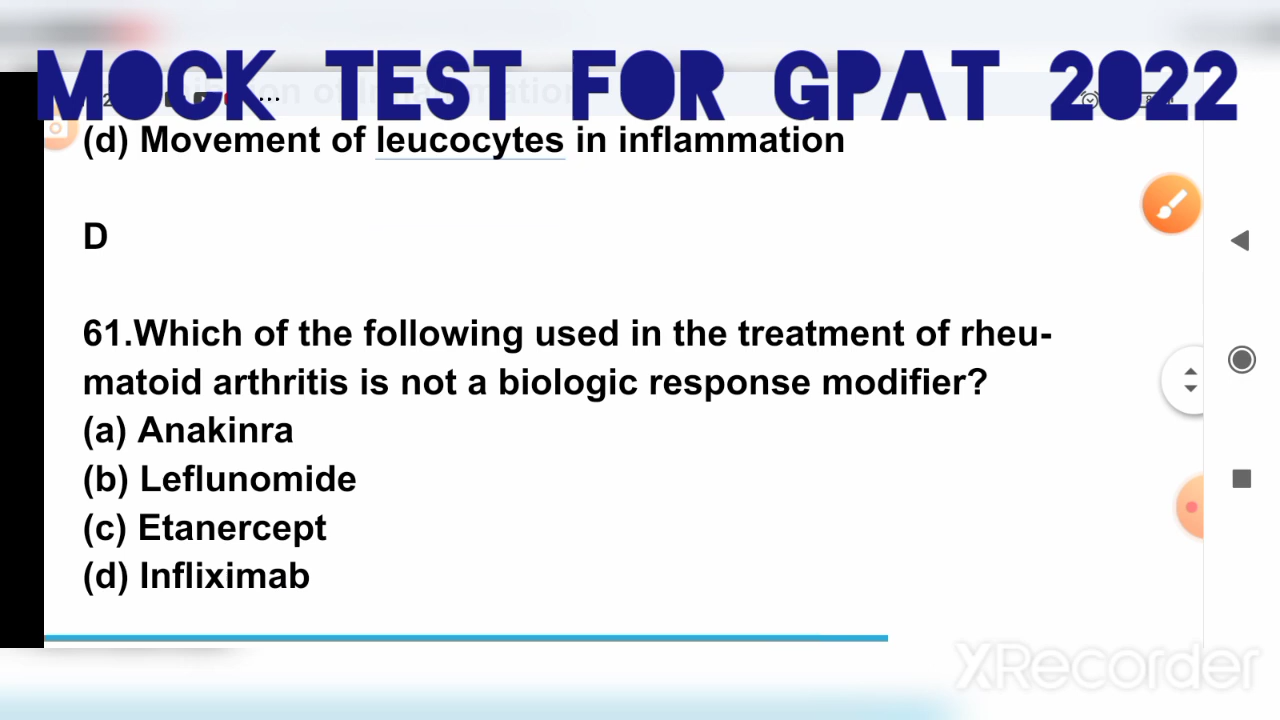 MOCK TEST FOR GPAT 2022
(d) Movement of leucocytes in inflammation
D
61.Which of the following used in the treatment of rheu-
matoid arthritis is not a biologic response modifier?
(a) Anakinra
(b) Leflunomide
(c) Etanercept
(d) Infliximab
XRecorder